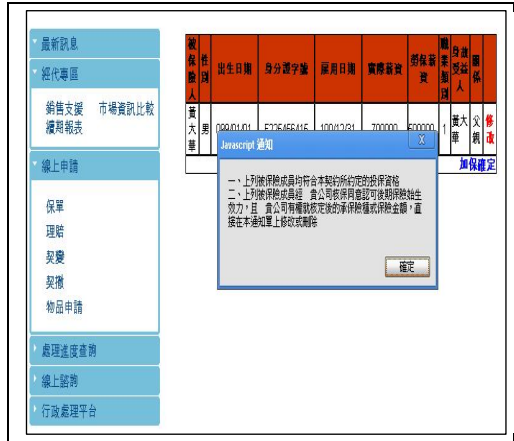 最新訊息
經代專區
銷售支援 市場資訊比較
續期報表
線上申請
保單
理賠
契變
契撤
物品申請
處理進度查詢
線上諮詢
行政處理平台
被保險人 性別 出生日期 身分證字號 雇用日期 實際薪資 勞保薪資 職業類別 身故受益人 關係
黃大華 男 700000 1 黃大華 父親 修改
加保確定
Javascript 通知
一、上列被保險成員均符合本契約所約定的投保資格
二、上列被保險成員經 貴公司核保同意認可後期保險始生
效力，且 貴公司有權就核定後的承保險種或保險金額，直
接在本通知單上修改或刪除
確定